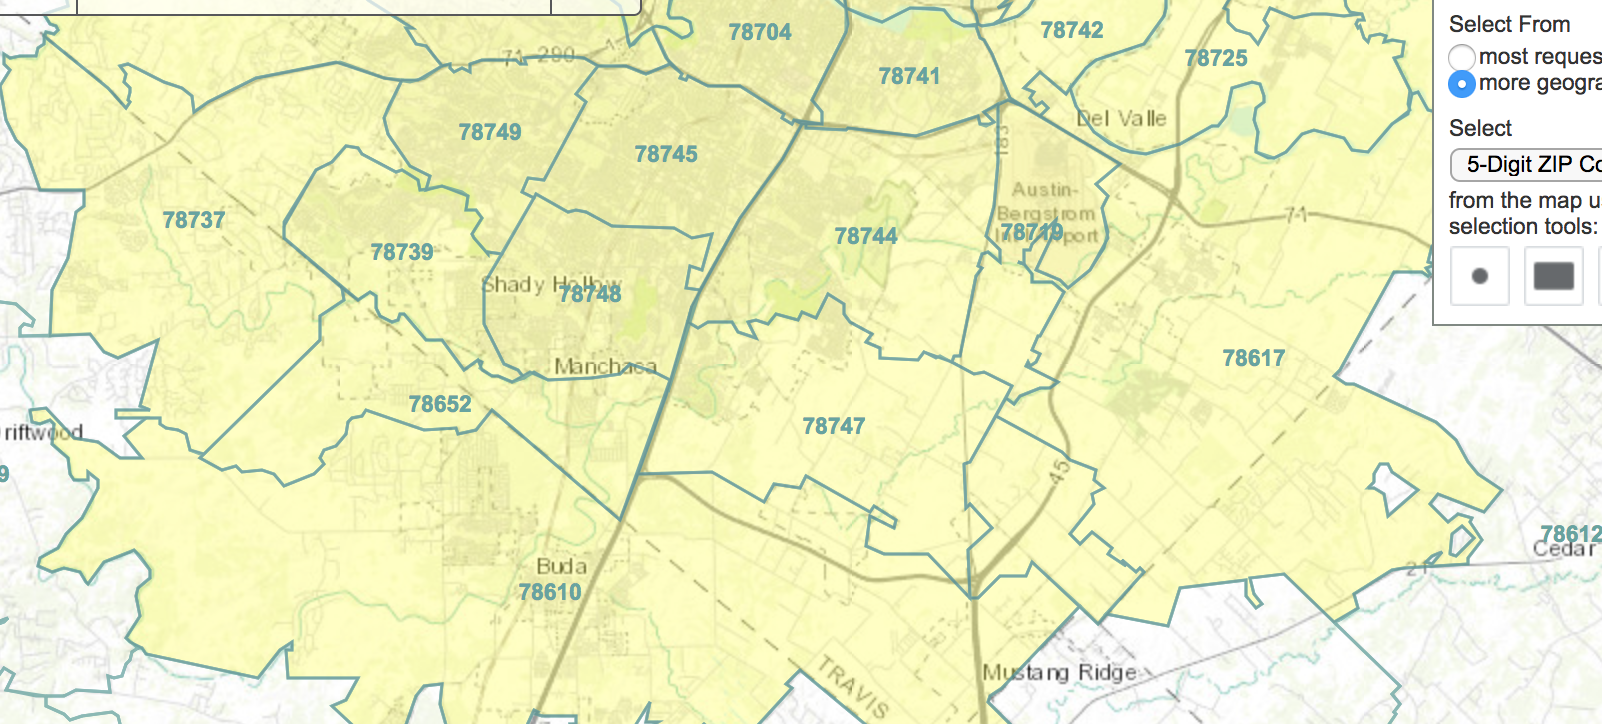 71 290
78704
78742
78741
78725
Select From
most reques
more geogra
Del Valle
Select
78749
183
78745
5-Digit ZIP Co
Austin-
Bergstrom
from the map u
selection tools:
78737
78744
78719
71
78739
Shady Hollow
78748
Manchaca
78617
78652
78747
riftwood
9
45
78612
Cedar
21
Buda
78610
TRAVIS
Mustang Ridge